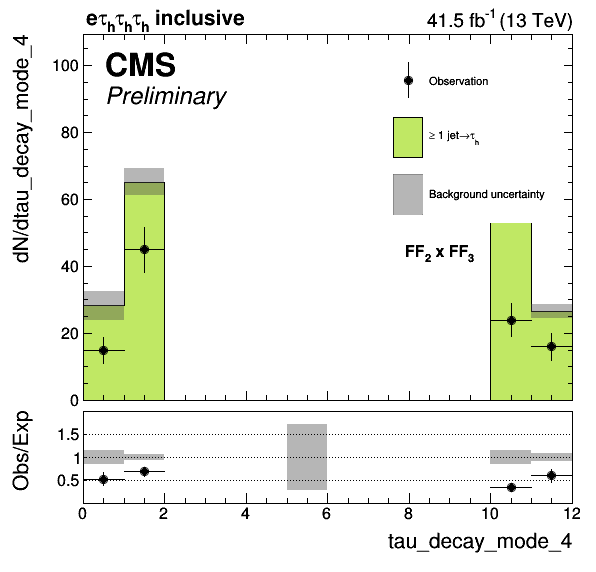 eτₕτₕτₕ inclusive
41.5 fb⁻¹ (13 TeV)
dN/dtau_decay_mode_4
100
80
60
40
20
0
CMS
Preliminary
Observation
≥ 1 jet→τₕ
Background uncertainty
FF₂ x FF₃
Obs/Exp
1.5
1
0.5
0 2 4 6 8 10 12
tau_decay_mode_4